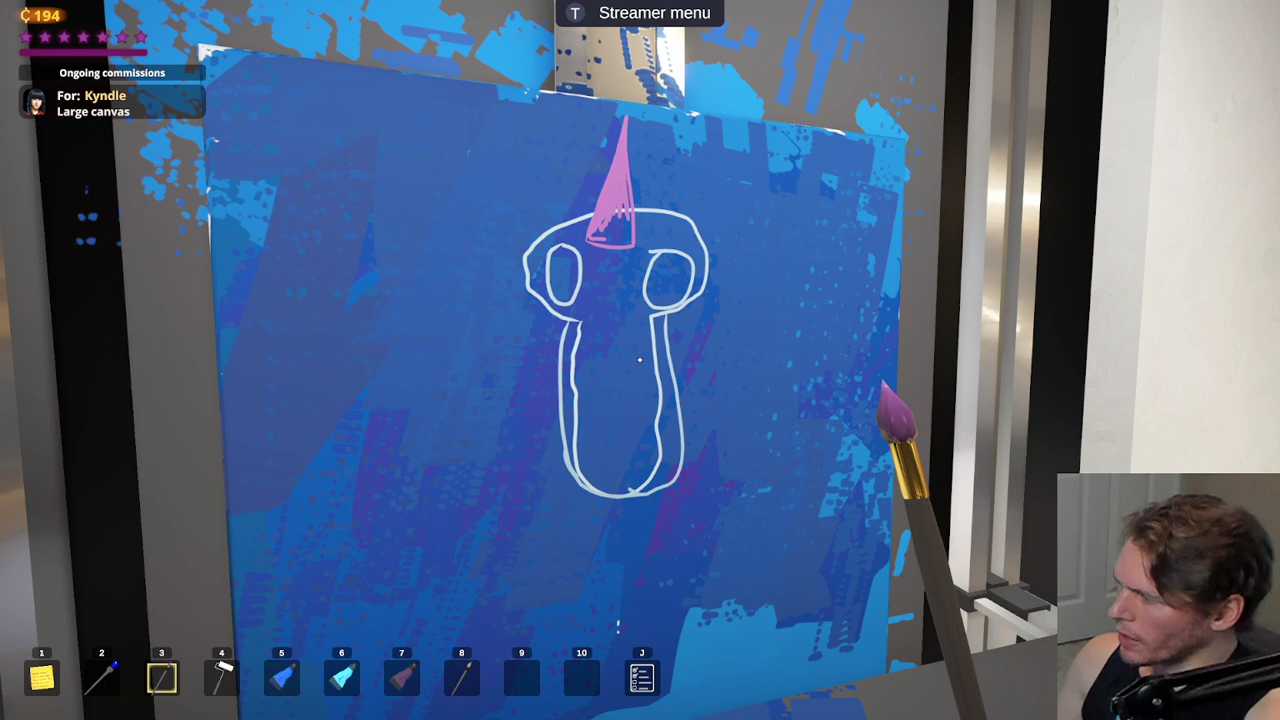 ₵ 194
T Streamer menu
Ongoing commissions
For: Kyndle
Large canvas
1 2 3 4 5 6 7 8 9 10 J